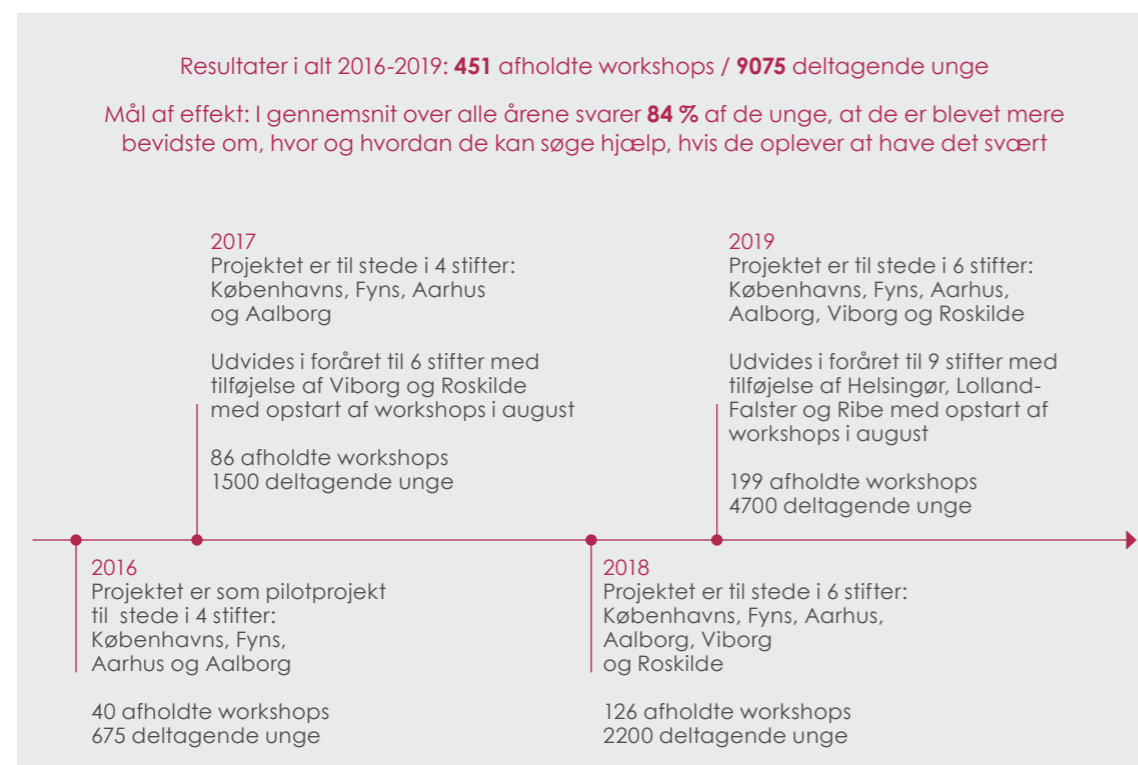 Resultater i alt 2016-2019: 451 afholdte workshops / 9075 deltagende unge
Mål af effekt: I gennemsnit over alle årene svarer 84 % af de unge, at de er blevet mere
bevidste om, hvor og hvordan de kan søge hjælp, hvis de oplever at have det svært
2017
Projektet er til stede i 4 stifter:
Københavns, Fyns, Aarhus
og Aalborg
Udvides i foråret til 6 stifter med
tilføjelse af Viborg og Roskilde
med opstart af workshops i august
86 afholdte workshops
1500 deltagende unge
2019
Projektet er til stede i 6 stifter:
Københavns, Fyns, Aarhus,
Aalborg, Viborg og Roskilde
Udvides i foråret til 9 stifter med
tilføjelse af Helsingør, Lolland-
Falster og Ribe med opstart af
workshops i august
199 afholdte workshops
4700 deltagende unge
2016
Projektet er som pilotprojekt
til stede i 4 stifter:
Københavns, Fyns,
Aarhus og Aalborg
40 afholdte workshops
675 deltagende unge
2018
Projektet er til stede i 6 stifter:
Københavns, Fyns, Aarhus,
Aalborg, Viborg
og Roskilde
126 afholdte workshops
2200 deltagende unge